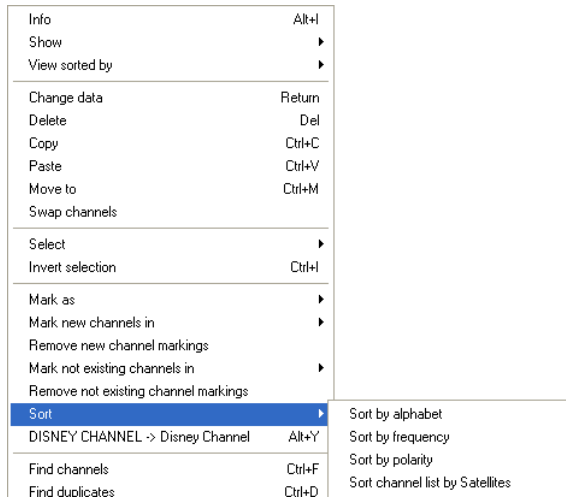 Info Alt+I
Show
View sorted by
Change data Return
Delete Del
Copy Ctrl+C
Paste Ctrl+V
Move to Ctrl+M
Swap channels
Select
Invert selection Ctrl+I
Mark as
Mark new channels in
Remove new channel markings
Mark not existing channels in
Remove not existing channel markings
Sort
Sort by alphabet
DISNEY CHANNEL -> Disney Channel Alt+Y
Sort by frequency
Sort by polarity
Find channels Ctrl+F
Sort channel list by Satellites
Find duplicates Ctrl+D